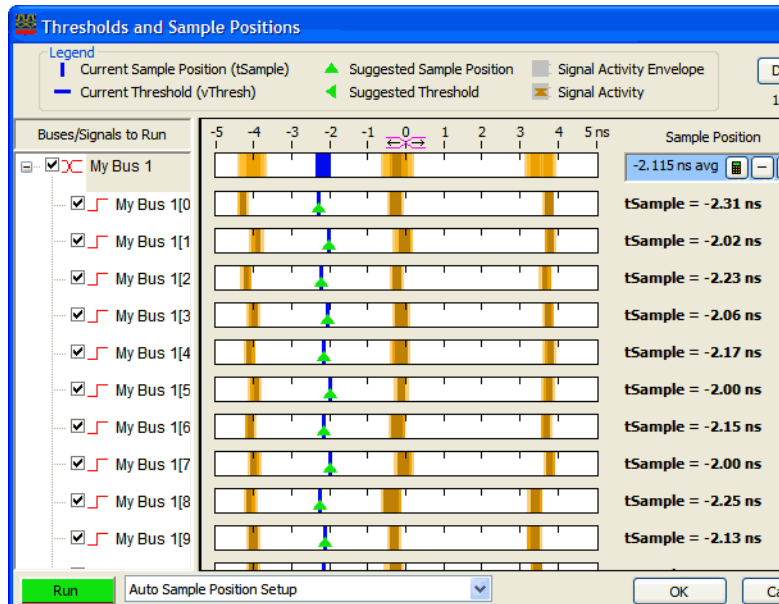 Thresholds and Sample Positions
Legend
Current Sample Position (tSample) Suggested Sample Position Signal Activity Envelope
Current Threshold (vThresh) Suggested Threshold Signal Activity
D
1
Buses/Signals to Run -5 -4 -3 -2 -1 0 1 2 3 4 5 ns Sample Position
My Bus 1 -2.115 ns avg
My Bus 1[0 tSample = -2.31 ns
My Bus 1[1 tSample = -2.02 ns
My Bus 1[2 tSample = -2.23 ns
My Bus 1[3 tSample = -2.06 ns
My Bus 1[4 tSample = -2.17 ns
My Bus 1[5 tSample = -2.00 ns
My Bus 1[6 tSample = -2.15 ns
My Bus 1[7 tSample = -2.00 ns
My Bus 1[8 tSample = -2.25 ns
My Bus 1[9 tSample = -2.13 ns
Run Auto Sample Position Setup OK Ca